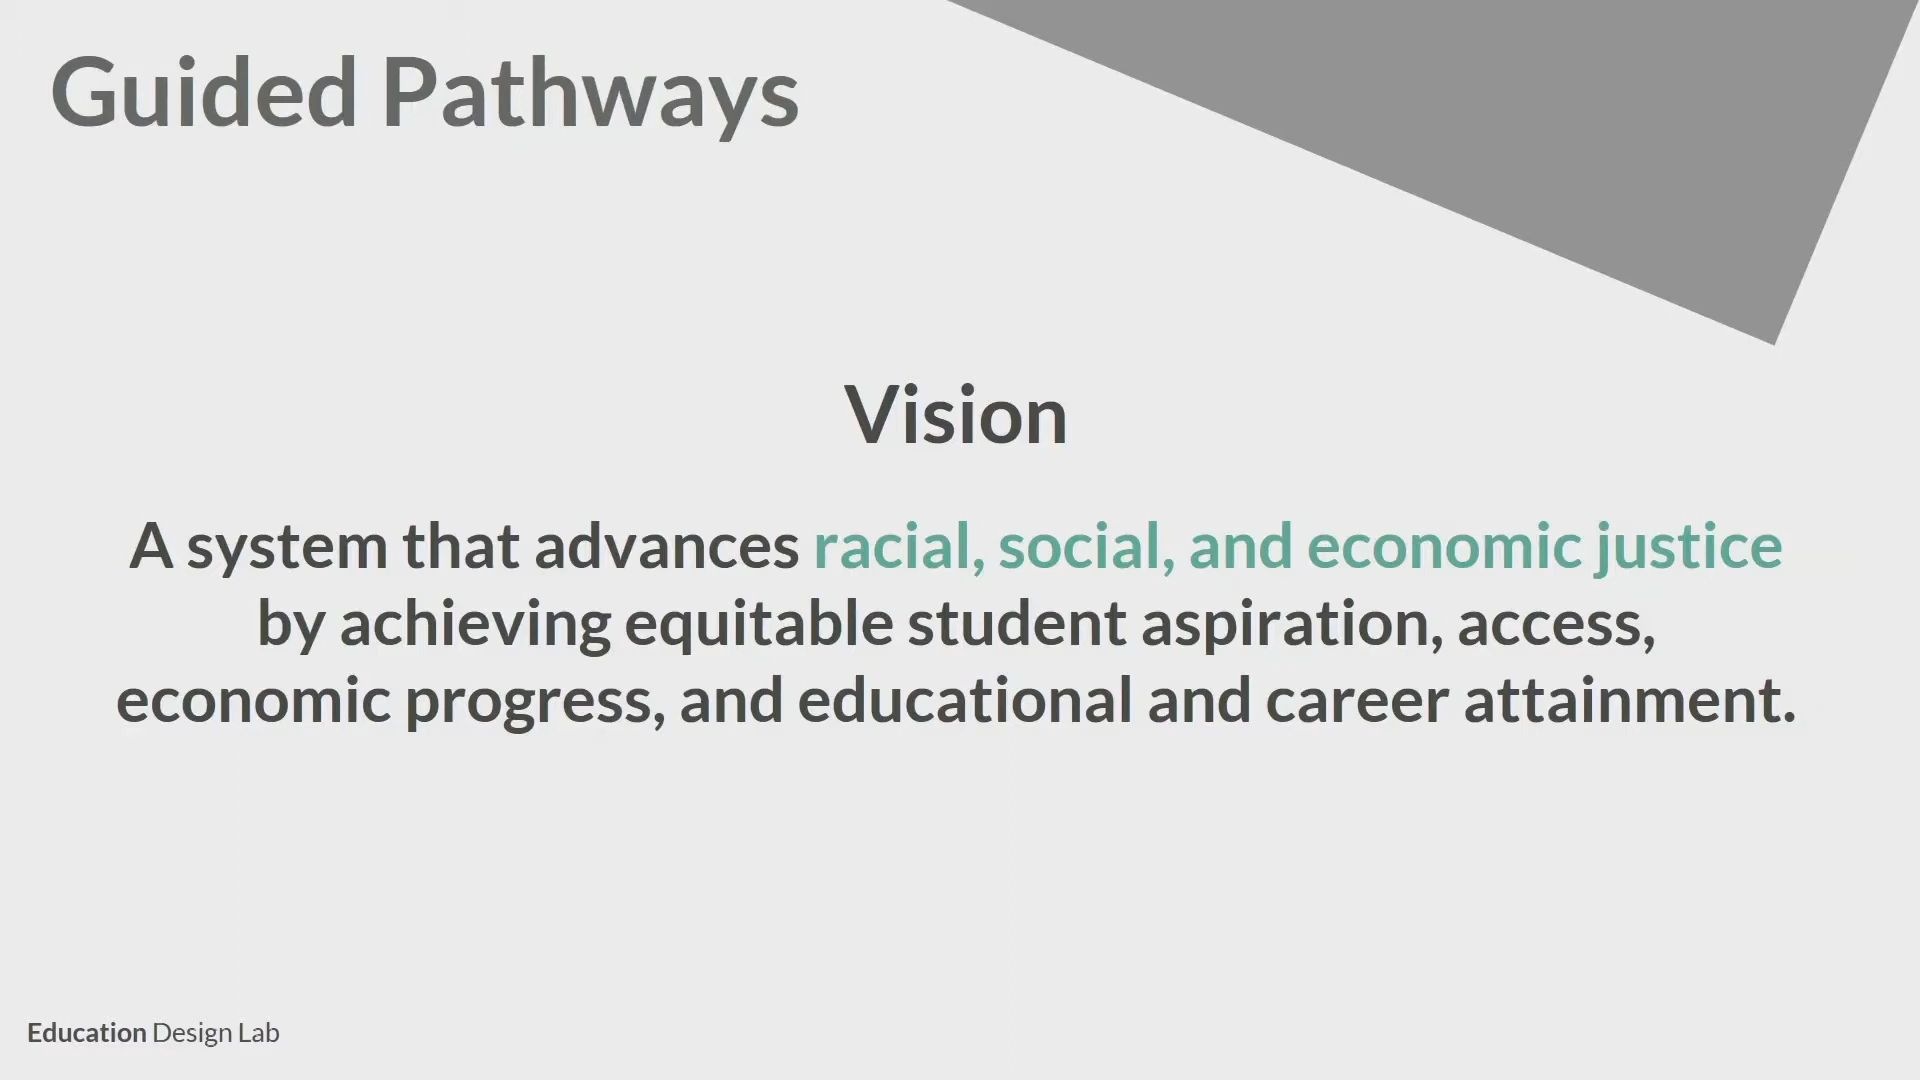 Guided Pathways
Vision
A system that advances racial, social, and economic justice
by achieving equitable student aspiration, access,
economic progress, and educational and career attainment.
Education Design Lab